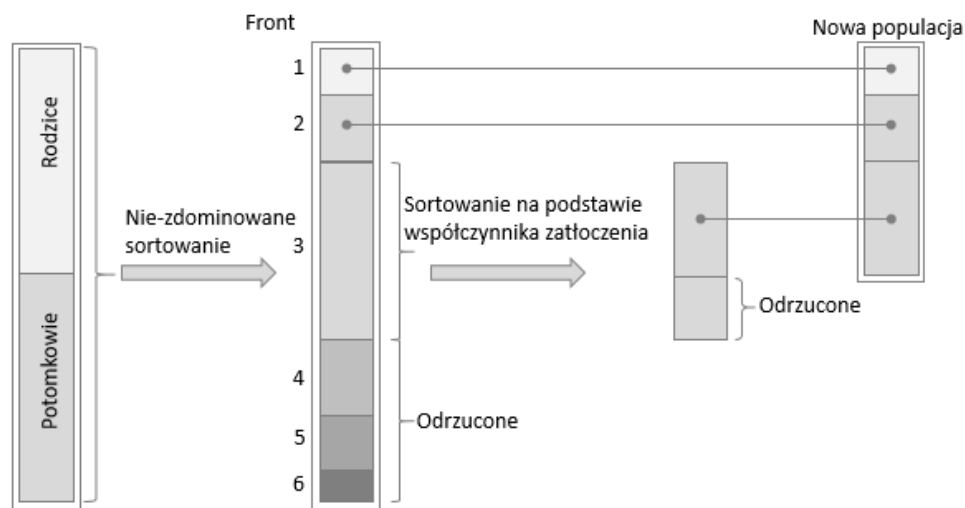 Front
Nowa populacja
Rodzice
Potomkowie
Nie-zdominowane
sortowanie
1
2
3
4
5
6
Sortowanie na podstawie
współczynnika zatłoczenia
Odrzucone
Odrzucone